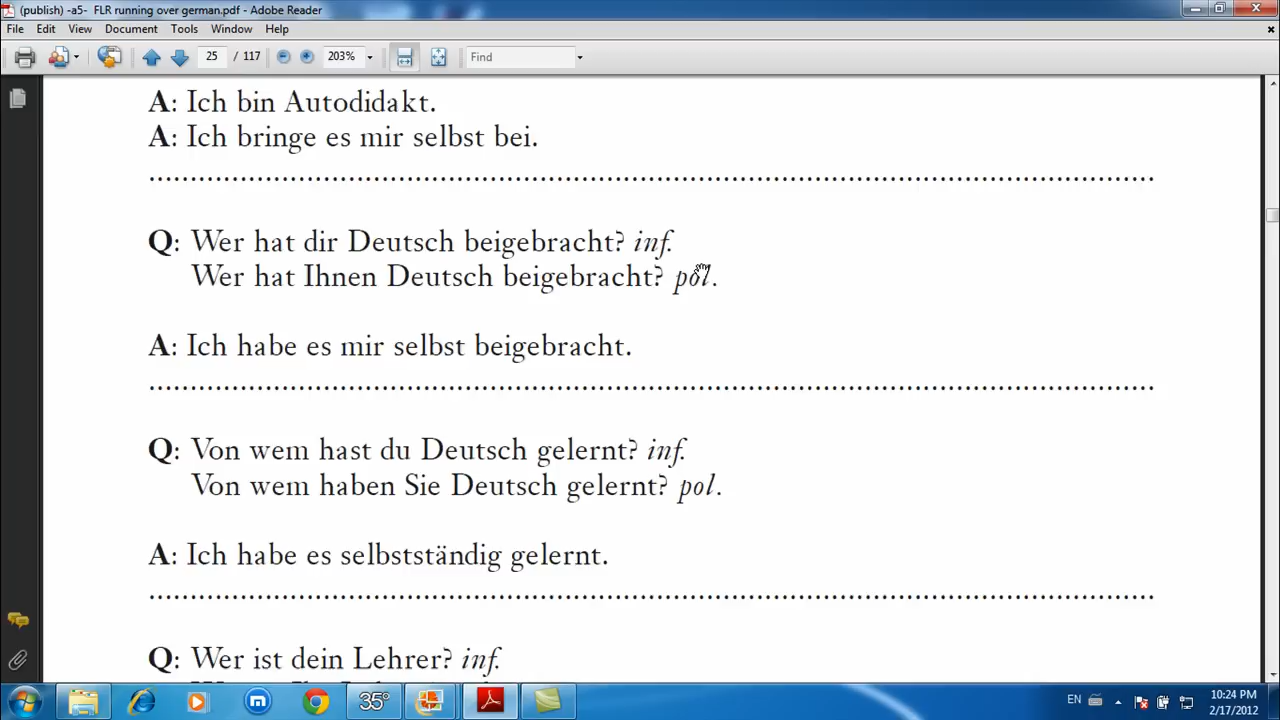 (publish) -a5-  FLR running over german.pdf - Adobe Reader
File Edit View Document Tools Window Help
25 / 117 203% Find
A: Ich bin Autodidakt.
A: Ich bringe es mir selbst bei.
Q: Wer hat dir Deutsch beigebracht? inf.
Wer hat Ihnen Deutsch beigebracht? pol.
A: Ich habe es mir selbst beigebracht.
Q: Von wem hast du Deutsch gelernt? inf.
Von wem haben Sie Deutsch gelernt? pol.
A: Ich habe es selbstständig gelernt.
Q: Wer ist dein Lehrer? inf.
35° EN 10:24 PM
2/17/2012